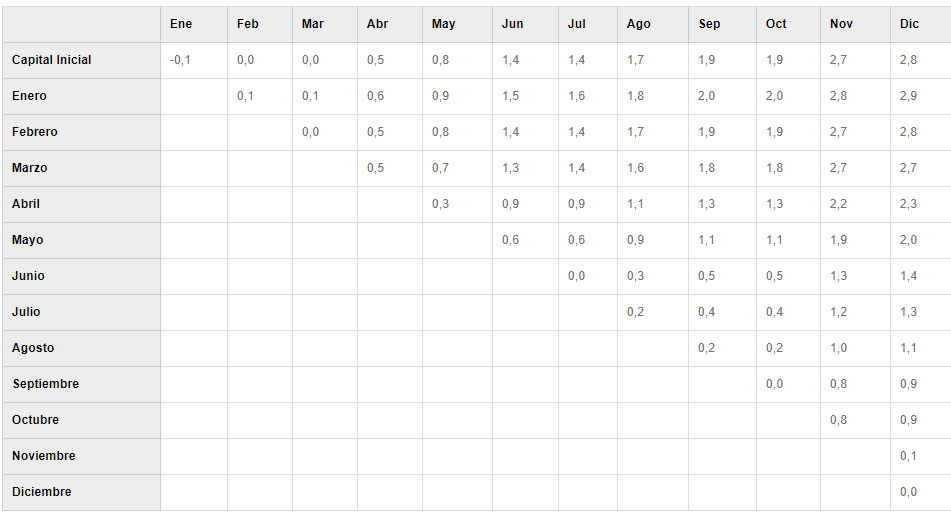 Ene Feb Mar Abr May Jun Jul Ago Sep Oct Nov Dic
Capital Inicial -0,1 0,0 0,0 0,5 0,8 1,4 1,4 1,7 1,9 1,9 2,7 2,8
Enero 0,1 0,1 0,6 0,9 1,5 1,6 1,8 2,0 2,0 2,8 2,9
Febrero 0,0 0,5 0,8 1,4 1,4 1,7 1,9 1,9 2,7 2,8
Marzo 0,5 0,7 1,3 1,4 1,6 1,8 1,8 2,7 2,7
Abril 0,3 0,9 0,9 1,1 1,3 1,3 2,2 2,3
Mayo 0,6 0,6 0,9 1,1 1,1 1,9 2,0
Junio 0,0 0,3 0,5 0,5 1,3 1,4
Julio 0,2 0,4 0,4 1,2 1,3
Agosto 0,2 0,2 1,0 1,1
Septiembre 0,0 0,8 0,9
Octubre 0,8 0,9
Noviembre 0,1
Diciembre 0,0